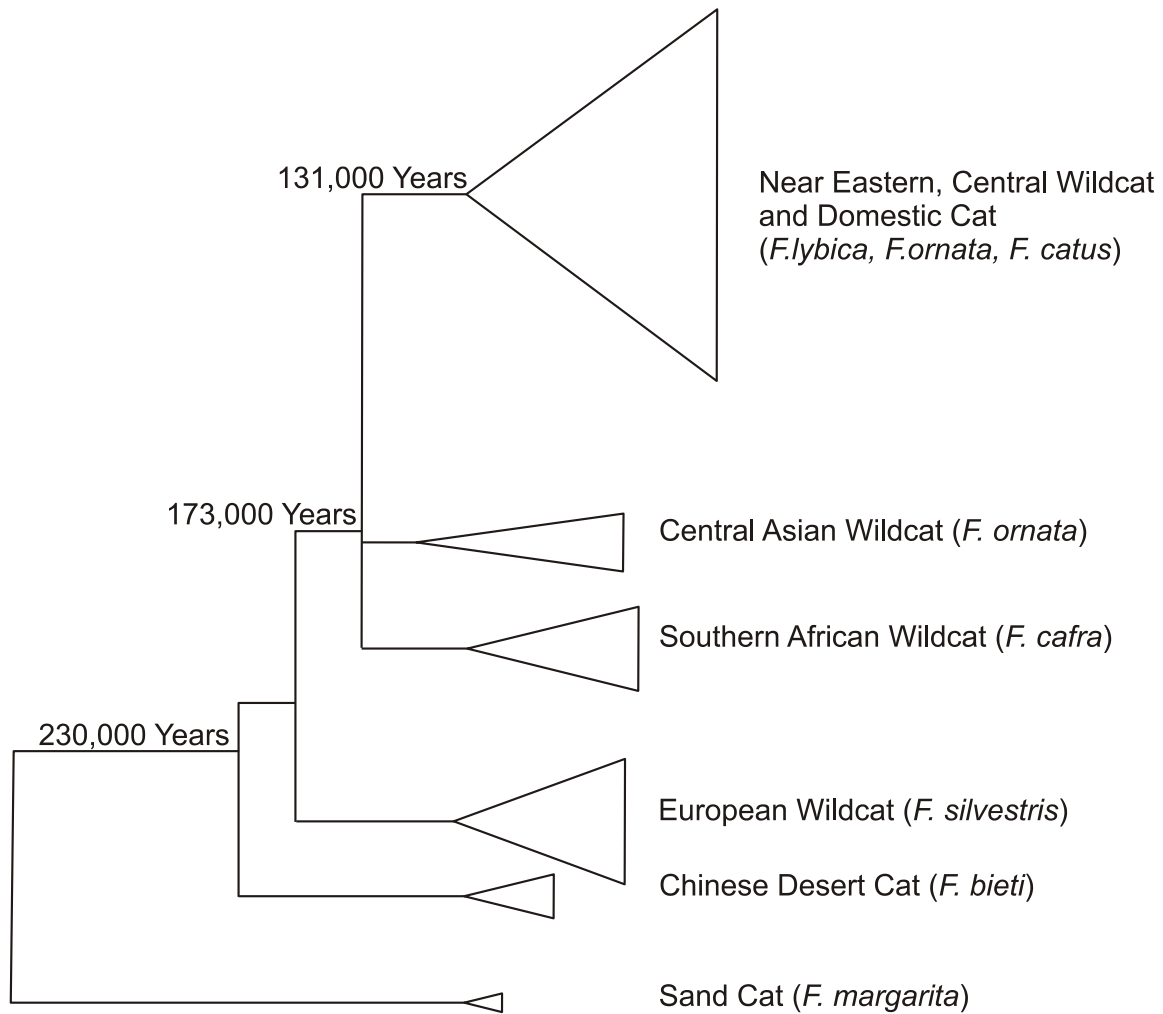 131,000 Years
Near Eastern, Central Wildcat
and Domestic Cat
(F.lybica, F.ornata, F. catus)
173,000 Years
Central Asian Wildcat (F. ornata)
Southern African Wildcat (F. cafra)
230,000 Years
European Wildcat (F. silvestris)
Chinese Desert Cat (F. bieti)
Sand Cat (F. margarita)